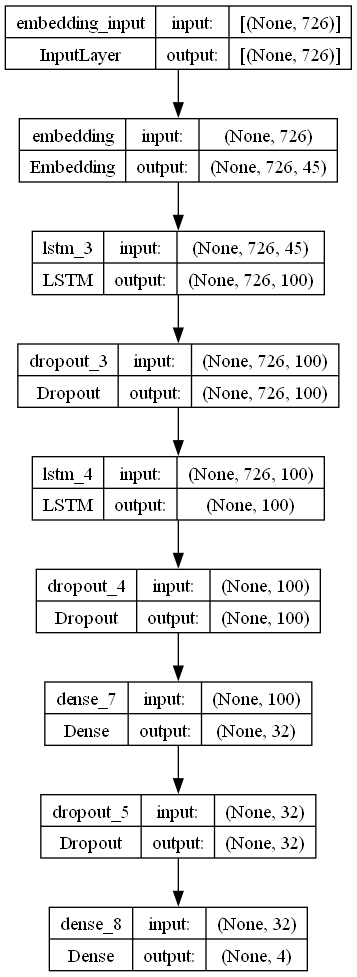 embedding_input input: [(None, 726)]
InputLayer output: [(None, 726)]
embedding input: (None, 726)
Embedding output: (None, 726, 45)
lstm_3 input: (None, 726, 45)
LSTM output: (None, 726, 100)
dropout_3 input: (None, 726, 100)
Dropout output: (None, 726, 100)
lstm_4 input: (None, 726, 100)
LSTM output: (None, 100)
dropout_4 input: (None, 100)
Dropout output: (None, 100)
dense_7 input: (None, 100)
Dense output: (None, 32)
dropout_5 input: (None, 32)
Dropout output: (None, 32)
dense_8 input: (None, 32)
Dense output: (None, 4)